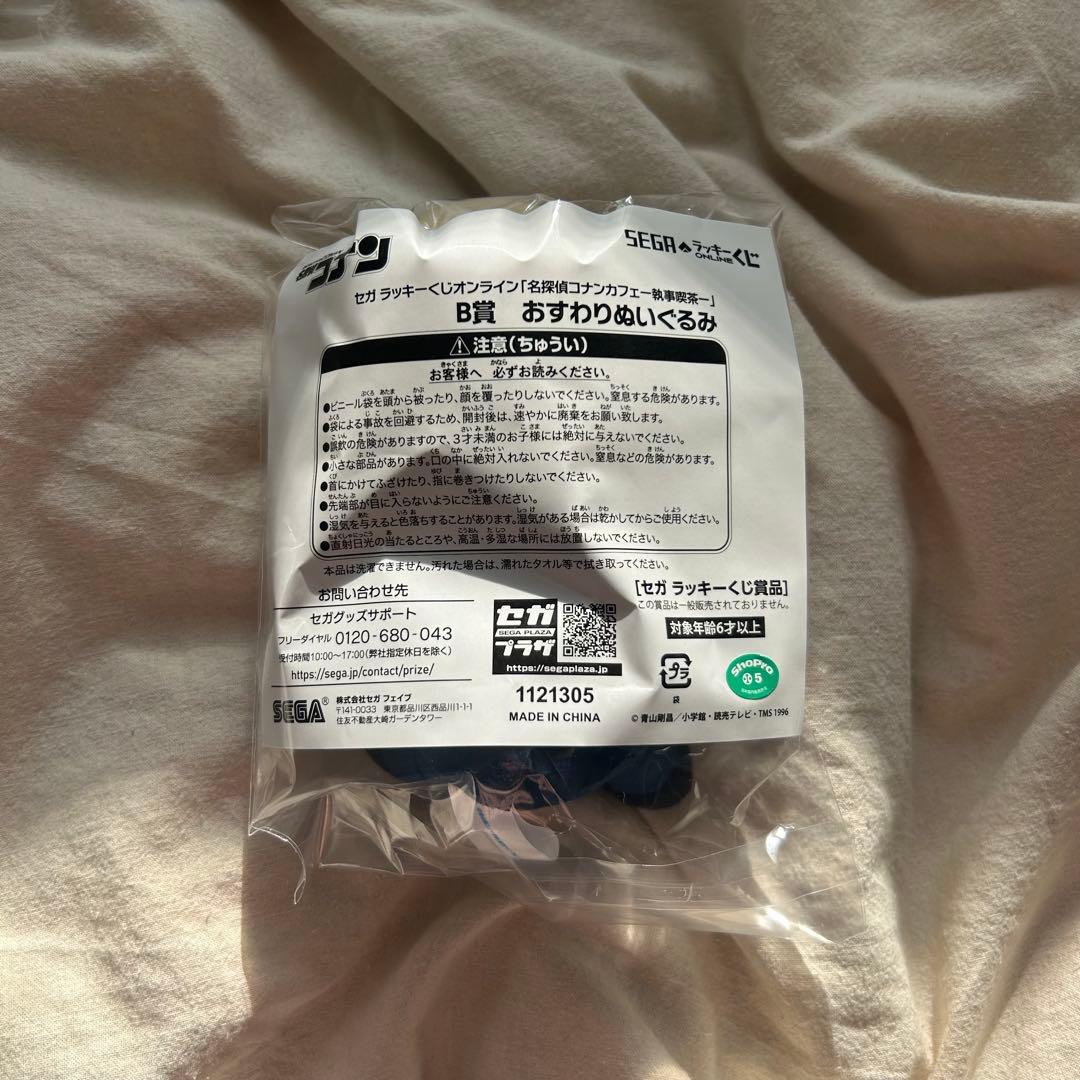 コナン
SEGA ラッキーくじ ONLINE
セガ ラッキーくじオンライン「名探偵コナンカフェー執事喫茶ー」
B賞 おすわりぬいぐるみ
注意(ちゅうい)
お客様へ 必ずお読みください。
●ビニール袋を頭から被ったり、顔を覆ったりしないでください。窒息する危険があります。
●袋による事故を回避するため、開封後は、速やかに廃棄をお願い致します。
●誤飲の危険がありますので、3才未満のお子様には絶対に与えないでください。
●小さな部品があります。口の中に絶対入れないでください。窒息などの危険があります。
●首にかけてふざけたり、指に巻きつけたりしないでください。
●先端部が目に入らないようにご注意ください。
●湿気を与えると色落ちすることがあります。湿気がある場合は乾かしてからご使用ください。
●直射日光の当たるところや、高温・多湿な場所には放置しないでください。
本品は洗濯できません。汚れた場合は、濡れたタオル等で拭き取ってください。
お問い合わせ先
セガグッズサポート
フリーダイヤル 0120-680-043
受付時間10:00〜17:00(弊社指定休日を除く)
https://sega.jp/contact/prize/
SEGA® 株式会社セガ フェイブ
〒141-0033 東京都品川区西品川1-1-1
住友不動産大崎ガーデンタワー
セガ
SEGA PLAZA
プラザ
https://segaplaza.jp
1121305
MADE IN CHINA
[セガ ラッキーくじ賞品]
この賞品は一般販売されておりません。
対象年齢6才以上
プラ
袋
ShoPro
5
© 青山剛昌/小学館・読売テレビ・TMS 1996